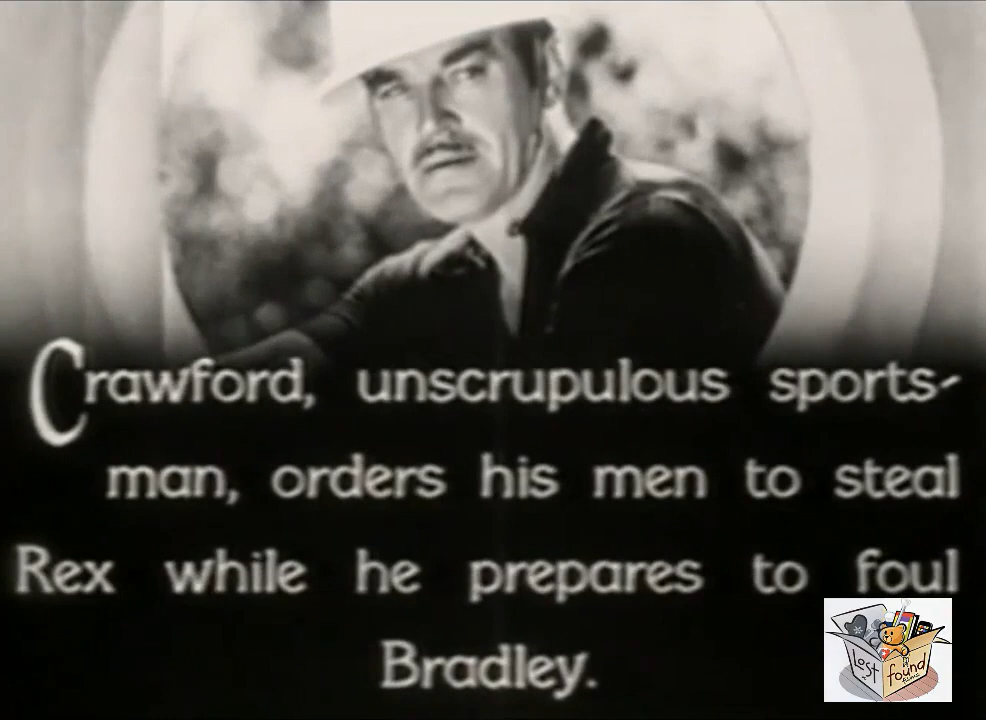 Crawford, unscrupulous sports-
man, orders his men to steal
Rex while he prepares to foul
Bradley.
Lost
found